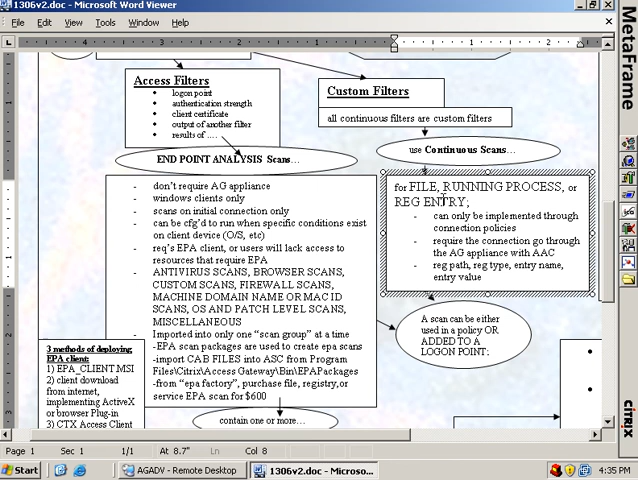 1306v2.doc - Microsoft Word Viewer
File Edit View Tools Window Help
Access Filters
logon point
authentication strength
client certificate
output of another filter
results of ….
Custom Filters
all continuous filters are custom filters
END POINT ANALYSIS Scans…
use Continuous Scans…
- don't require AG appliance
- windows clients only
- scans on initial connection only
- can be cfg'd to run when specific conditions exist
on client device (O/S, etc)
- req's EPA client, or users will lack access to
resources that require EPA
- ANTIVIRUS SCANS, BROWSER SCANS,
CUSTOM SCANS, FIREWALL SCANS,
MACHINE DOMAIN NAME OR MAC ID
SCANS, OS AND PATCH LEVEL SCANS,
MISCELLANEOUS
- Imported into only one "scan group" at a time
-EPA scan packages are used to create epa scans
-import CAB FILES into ASC from Program
Files\Citrix\Access Gateway\Bin\EPAPackages
-from "epa factory", purchase file, registry,or
service EPA scan for $600
for FILE, RUNNING PROCESS, or
REG ENTRY;
- can only be implemented through
connection policies
- require the connection go through
the AG appliance with AAC
- reg path, reg type, entry name,
entry value
A scan can be either
used in a policy OR
ADDED TO A
LOGON POINT:
3 methods of deploying
EPA client:
1) EPA_CLIENT.MSI
2) client download
from internet,
implementing ActiveX
or browser Plug-in
3) CTX Access Client
contain one or more…
MetaFrame
CITRIX
Page 1 Sec 1 1/1 At 8.7" Ln Col 8
Start AGADV - Remote Desktop 1306v2.doc - Microso... 4:35 PM